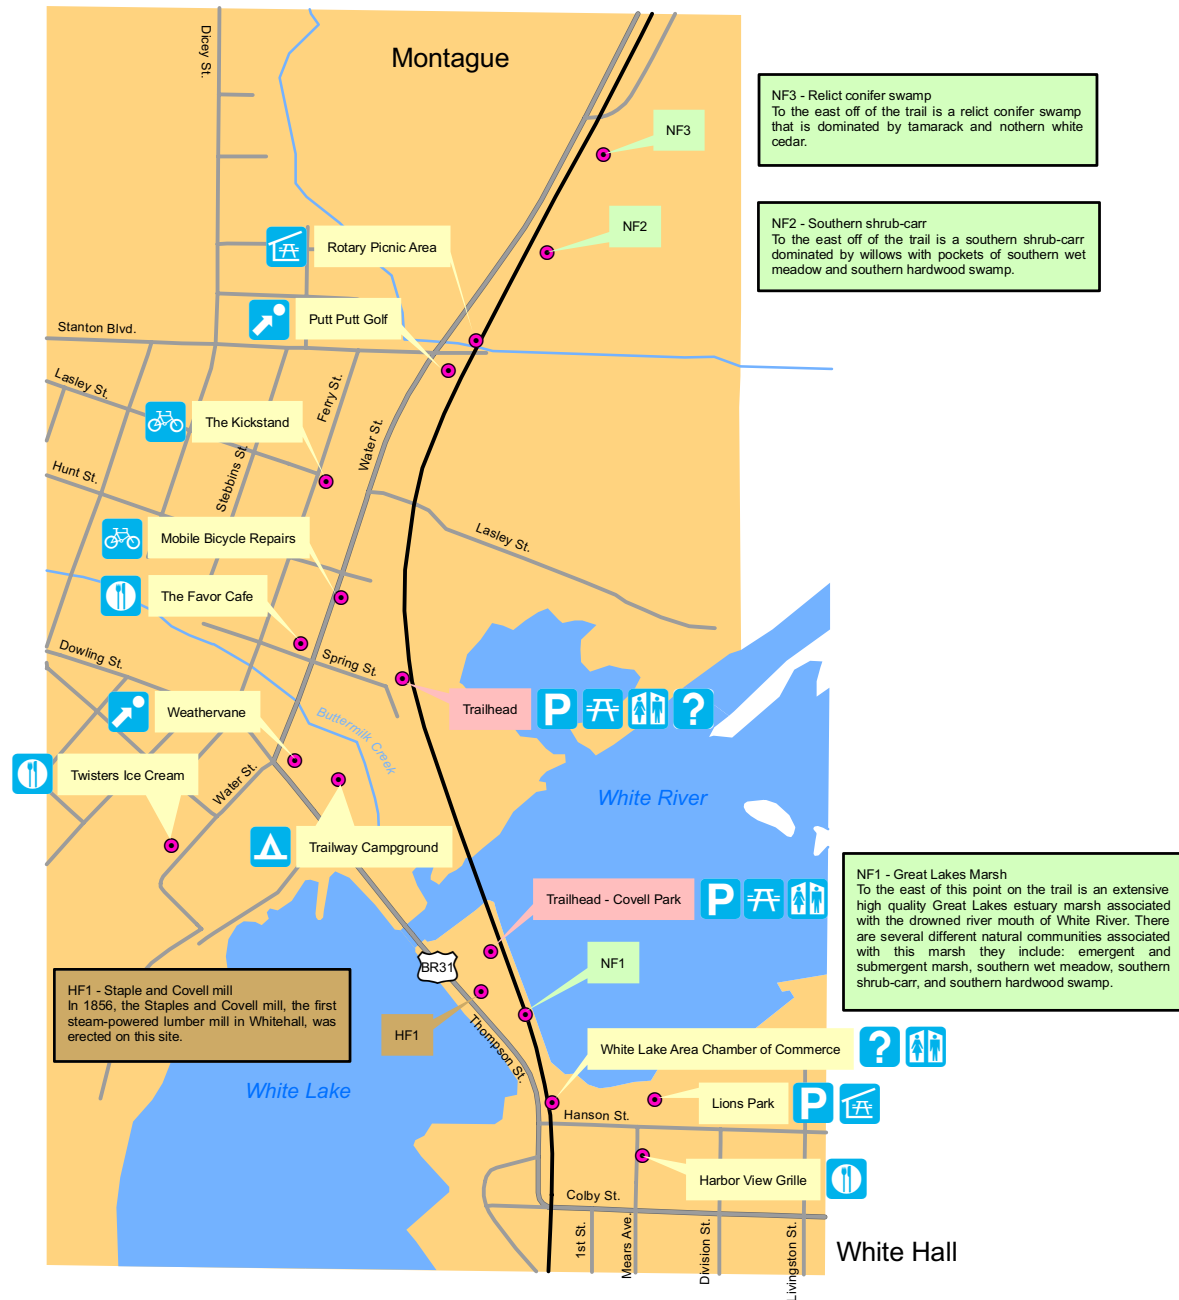 Montague
Dicey St.
NF3 - Relict conifer swamp
To the east off of the trail is a relict conifer swamp
that is dominated by tamarack and nothern white
cedar.
NF3
NF2 - Southern shrub-carr
To the east off of the trail is a southern shrub-carr
dominated by willows with pockets of southern wet
meadow and southern hardwood swamp.
NF2
Rotary Picnic Area
Putt Putt Golf
Stanton Blvd.
Lasley St.
Ferry St.
The Kickstand
Water St.
Hunt St.
Stebbins St.
Mobile Bicycle Repairs
Lasley St.
The Favor Cafe
Dowling St.
Spring St.
Trailhead
P
?
Weathervane
Buttermilk Creek
Twisters Ice Cream
Water St.
White River
Trailway Campground
NF1 - Great Lakes Marsh
To the east of this point on the trail is an extensive
high quality Great Lakes estuary marsh associated
with the drowned river mouth of White River. There
are several different natural communities associated
with this marsh they include: emergent and
submergent marsh, southern wet meadow, southern
shrub-carr, and southern hardwood swamp.
Trailhead - Covell Park
P
NF1
BR31
HF1 - Staple and Covell mill
In 1856, the Staples and Covell mill, the first
steam-powered lumber mill in Whitehall, was
erected on this site.
HF1
Thompson St.
White Lake Area Chamber of Commerce
?
White Lake
Lions Park
P
Hanson St.
Harbor View Grille
Colby St.
1st St.
Mears Ave.
Division St.
Livingston St.
White Hall